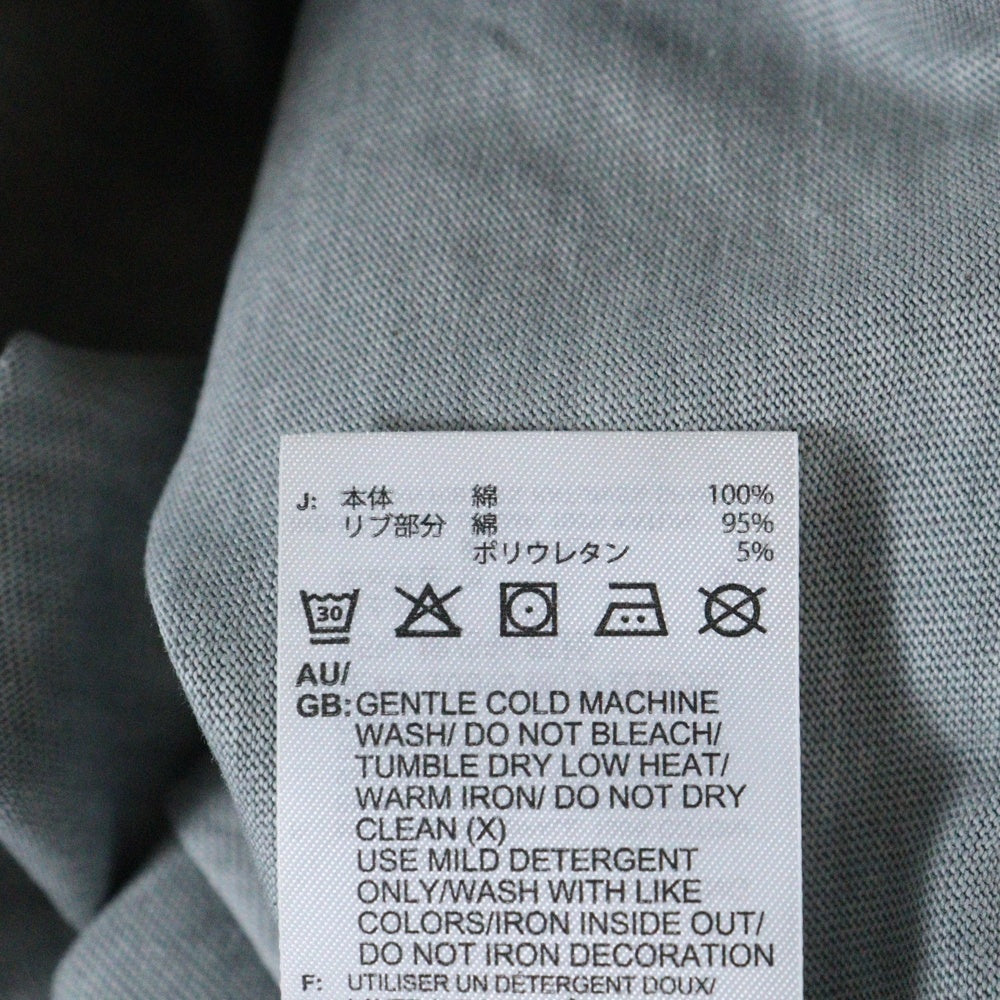 J: 本体 綿 100%
リブ部分 綿 95%
ポリウレタン 5%
30
AU/
GB: GENTLE COLD MACHINE
WASH/ DO NOT BLEACH/
TUMBLE DRY LOW HEAT/
WARM IRON/ DO NOT DRY
CLEAN (X)
USE MILD DETERGENT
ONLY/WASH WITH LIKE
COLORS/IRON INSIDE OUT/
DO NOT IRON DECORATION
F: UTILISER UN DÉTERGENT DOUX/